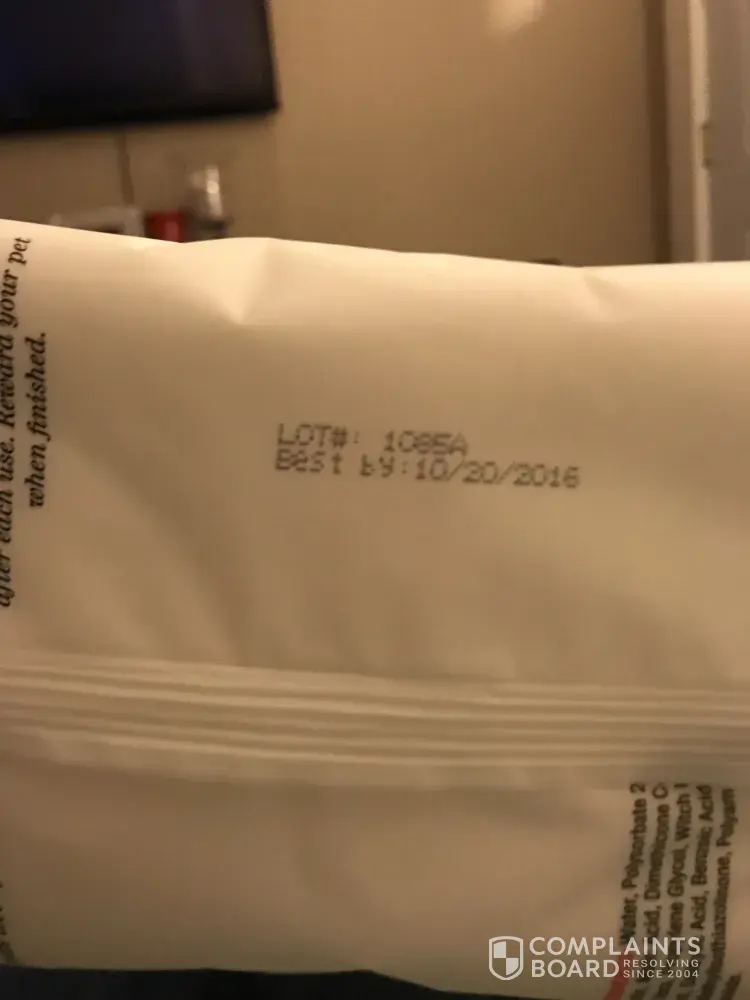 after each use. Reward your pet
when finished.
LOT#: 1085A
Best by:10/20/2016
Water, Polysorbate 2
Acid, Dimethicone C
Glycol, Witch
Acid, Benzoic Acid
COMPLAINTS
BOARD
RESOLVING
SINCE 2004